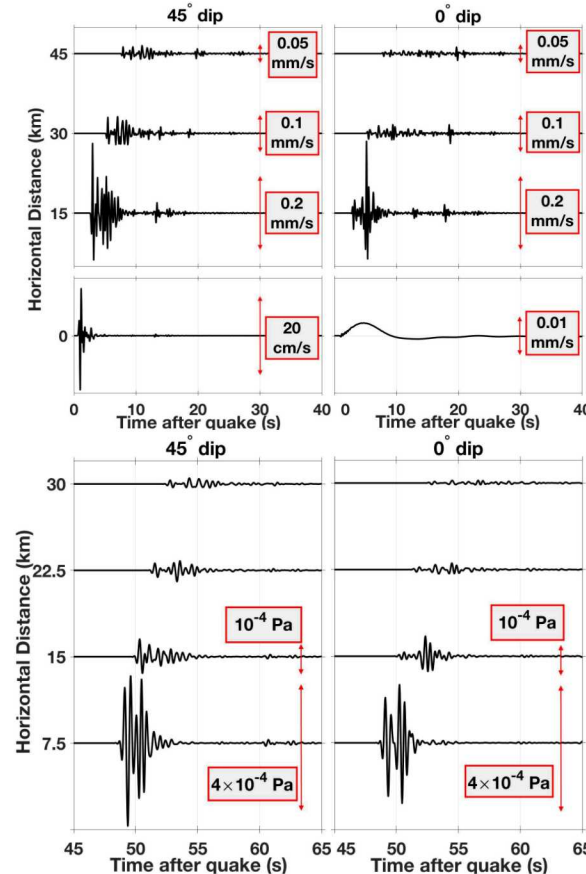 45° dip
0° dip
Horizontal Distance (km)
45
30
15
0
0.05
mm/s
0.1
mm/s
0.2
mm/s
20
cm/s
0.05
mm/s
0.1
mm/s
0.2
mm/s
0.01
mm/s
0 10 20 30 40
0 10 20 30 40
Time after quake (s)
Time after quake (s)
45° dip
0° dip
Horizontal Distance (km)
30
22.5
15
7.5
10⁻⁴ Pa
4×10⁻⁴ Pa
10⁻⁴ Pa
4×10⁻⁴ Pa
45 50 55 60 65
45 50 55 60 65
Time after quake (s)
Time after quake (s)